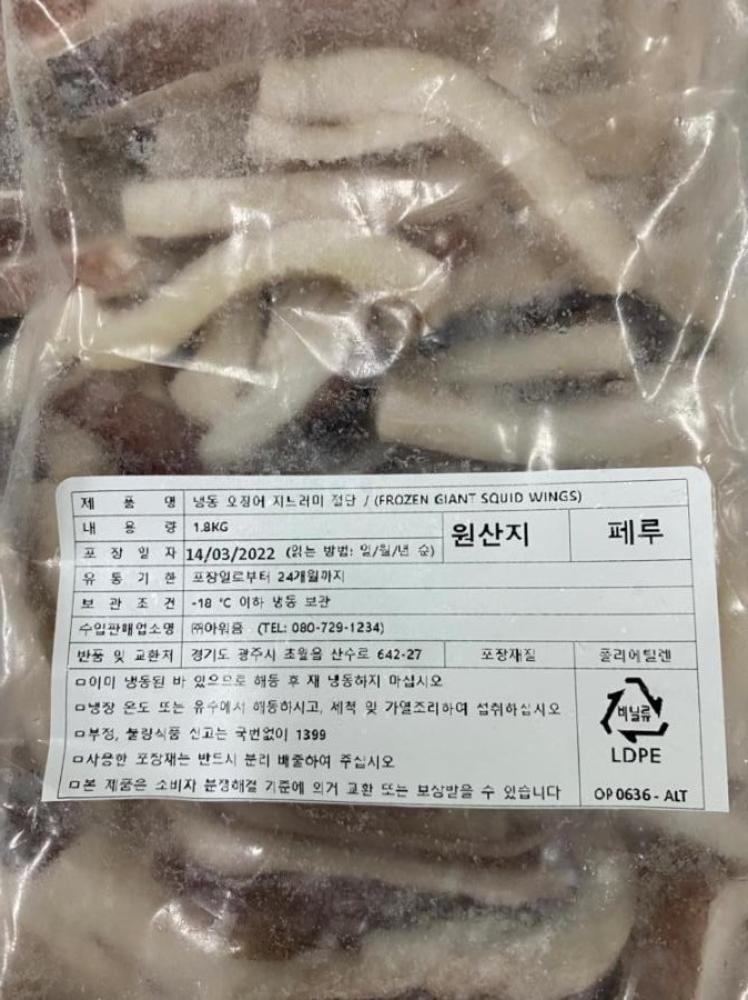 제 품 명 냉동 오징어 지느러미 절단 / (FROZEN GIANT SQUID WINGS)
내 용 량 1.8KG
원산지 페루
포 장 일 자 14/03/2022 (읽는 방법: 일/월/년 순)
유 통 기 한 포장일로부터 24개월까지
보 관 조 건 -18 °C 이하 냉동 보관
수입판매업소명 ㈜아워홈 (TEL: 080-729-1234)
반품 및 교환처 경기도 광주시 초월읍 산수로 642-27 포장재질 폴리에틸렌
□이미 냉동된 바 있으므로 해동 후 재 냉동하지 마십시오
□냉장 온도 또는 유수에서 해동하시고, 세척 및 가열조리하여 섭취하십시오
□부정, 불량식품 신고는 국번없이 1399
□사용한 포장재는 반드시 분리 배출하여 주십시오
□본 제품은 소비자 분쟁해결 기준에 의거 교환 또는 보상받을 수 있습니다
비닐류
LDPE
OP0636 - ALT